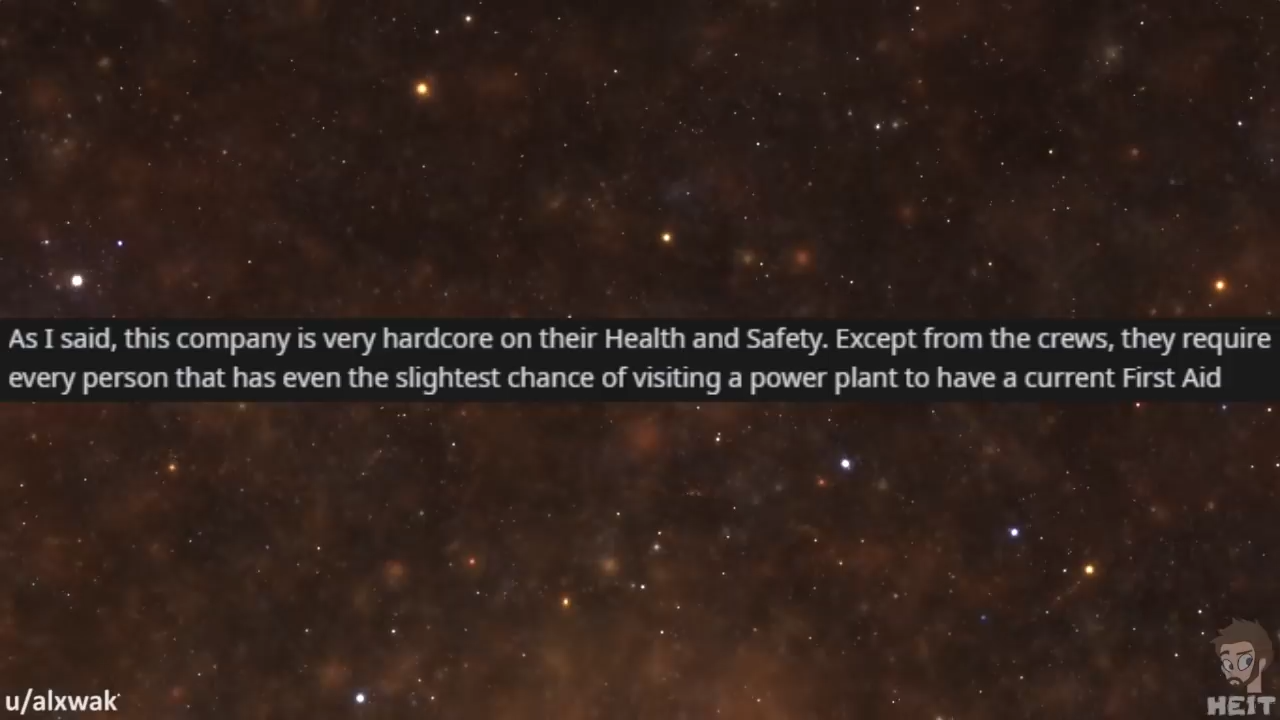 As I said, this company is very hardcore on their Health and Safety. Except from the crews, they require
every person that has even the slightest chance of visiting a power plant to have a current First Aid
u/alxwak
HEIT